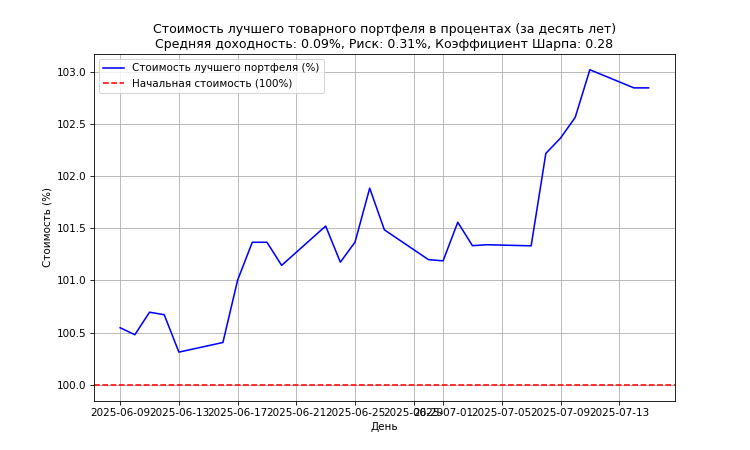 Стоимость лучшего товарного портфеля в процентах (за десять лет)
Средняя доходность: 0.09%, Риск: 0.31%, Коэффициент Шарпа: 0.28
Стоимость лучшего портфеля (%)
Начальная стоимость (100%)
103.0
102.5
102.0
101.5
101.0
100.5
100.0
Стоимость (%)
2025-06-09 2025-06-13 2025-06-17 2025-06-21 2025-06-25 2025-06-29 2025-07-01 2025-07-05 2025-07-09 2025-07-13
День